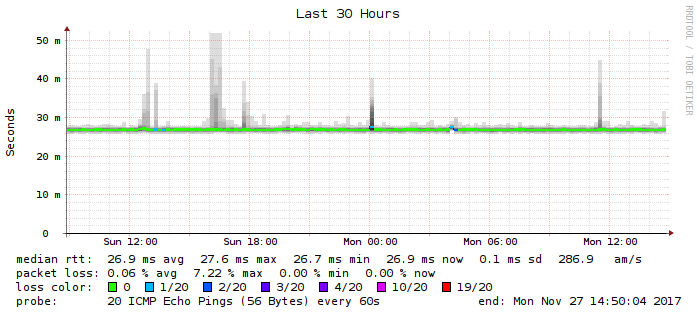 Last 30 Hours
RRDTOOL / TOBI OETIKER
Seconds
50 m
40 m
30 m
20 m
10 m
0
Sun 12:00 Sun 18:00 Mon 00:00 Mon 06:00 Mon 12:00
median rtt: 26.9 ms avg 27.6 ms max 26.7 ms min 26.9 ms now 0.1 ms sd 286.9 am/s
packet loss: 0.06 % avg 7.22 % max 0.00 % min 0.00 % now
loss color: 0 1/20 2/20 3/20 4/20 10/20 19/20
probe: 20 ICMP Echo Pings (56 Bytes) every 60s end: Mon Nov 27 14:50:04 2017